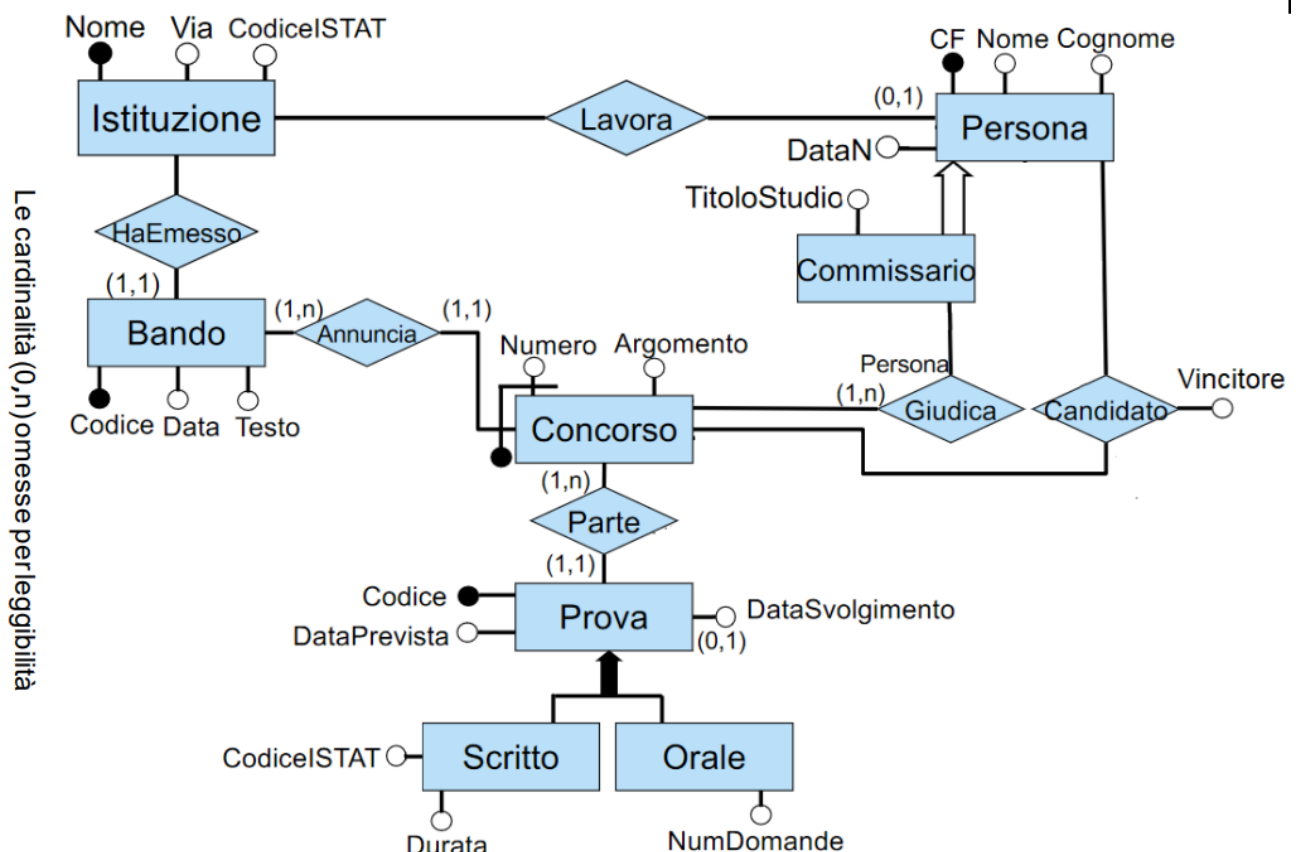 Nome Via CodiceISTAT
CF Nome Cognome
Istituzione
Lavora
(0,1)
Persona
DataN
TitoloStudio
HaEmesso
Commissario
(1,1)
Bando
(1,n)
Annuncia
(1,1)
Numero Argomento
Persona
(1,n)
Giudica
Candidato
Vincitore
Codice Data Testo
Concorso
(1,n)
Parte
(1,1)
Codice
Prova
DataSvolgimento
DataPrevista
(0,1)
CodiceISTAT
Scritto
Orale
Durata
NumDomande
Le cardinalità (0,n) omesse per leggibilità